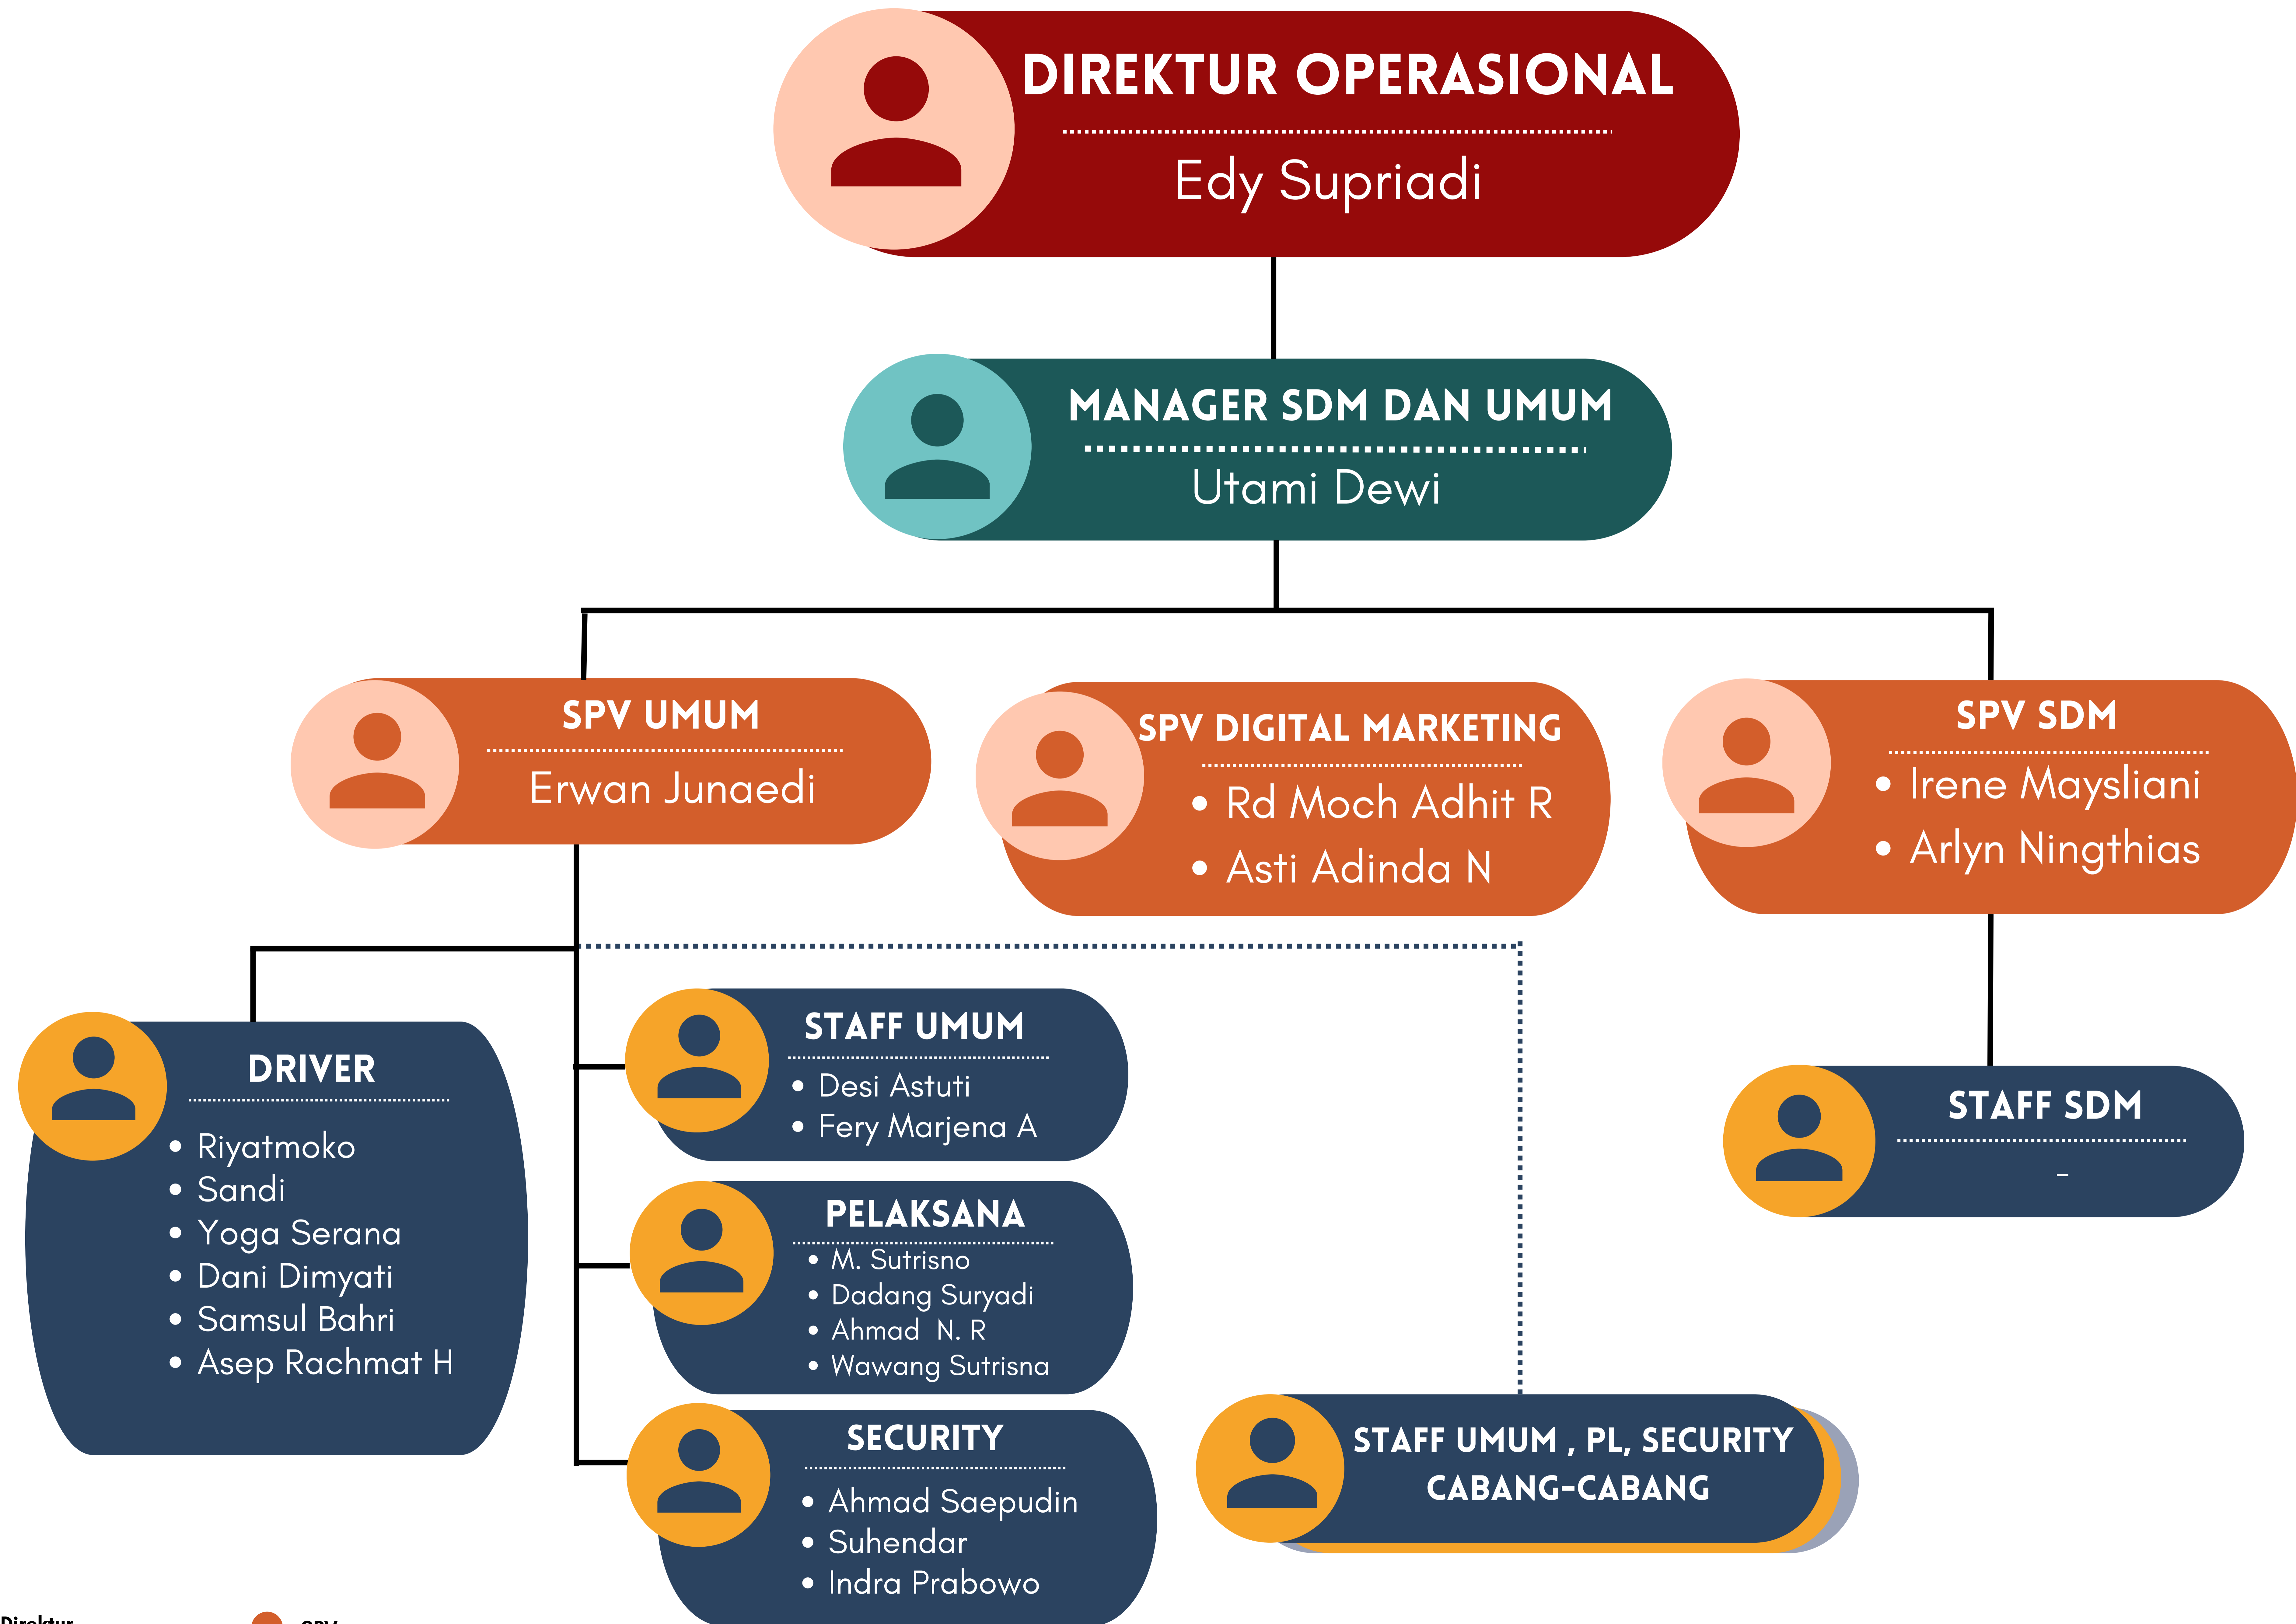 DIREKTUR OPERASIONAL
Edy Supriadi
MANAGER SDM DAN UMUM
Utami Dewi
SPV UMUM
Erwan Junaedi
SPV DIGITAL MARKETING
• Rd Moch Adhit R
• Asti Adinda N
SPV SDM
• Irene Maysliani
• Arlyn Ningthias
DRIVER
• Riyatmoko
• Sandi
• Yoga Serana
• Dani Dimyati
• Samsul Bahri
• Asep Rachmat H
STAFF UMUM
• Desi Astuti
• Fery Marjena A
PELAKSANA
• M. Sutrisno
• Dadang Suryadi
• Ahmad N. R
• Wawang Sutrisna
SECURITY
• Ahmad Saepudin
• Suhendar
• Indra Prabowo
STAFF UMUM , PL, SECURITY
CABANG-CABANG
STAFF SDM
-
Direktur
SPV